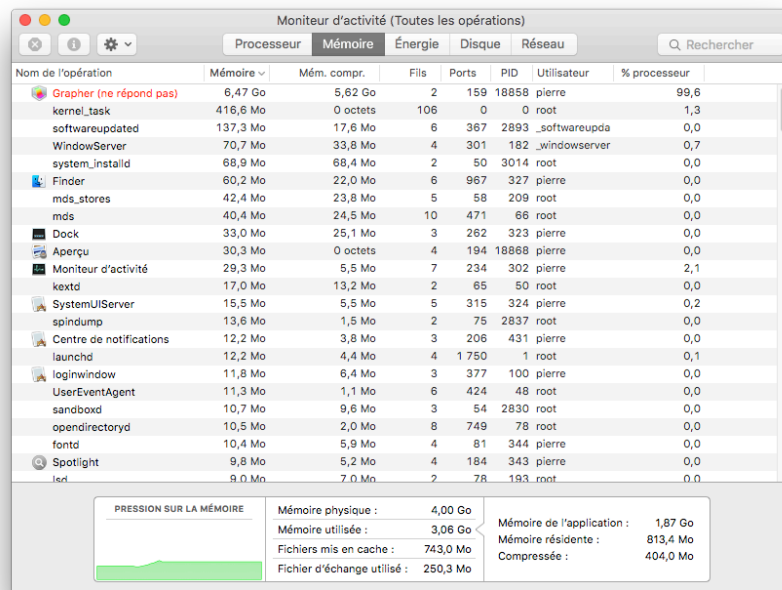 Moniteur d'activité (Toutes les opérations)
Processeur Mémoire Énergie Disque Réseau Rechercher
Nom de l'opération Mémoire Mém. compr. Fils Ports PID Utilisateur % processeur
Grapher (ne répond pas) 6,47 Go 5,62 Go 2 159 18858 pierre 99,6
kernel_task 416,6 Mo 0 octets 106 0 0 root 1,3
softwareupdated 137,3 Mo 17,6 Mo 6 367 2893 _softwareupda 0,0
WindowServer 70,7 Mo 33,8 Mo 4 301 182 _windowserver 0,7
system_installd 68,9 Mo 68,4 Mo 2 50 3014 root 0,0
Finder 60,2 Mo 22,0 Mo 6 967 327 pierre 0,0
mds_stores 42,4 Mo 23,8 Mo 5 58 209 root 0,0
mds 40,4 Mo 24,5 Mo 10 471 66 root 0,0
Dock 33,0 Mo 25,1 Mo 3 262 323 pierre 0,0
Aperçu 30,3 Mo 0 octets 4 194 18868 pierre 0,0
Moniteur d'activité 29,3 Mo 5,5 Mo 7 234 302 pierre 2,1
kextd 17,0 Mo 13,2 Mo 2 65 50 root 0,0
SystemUIServer 15,5 Mo 5,5 Mo 5 315 324 pierre 0,2
spindump 13,6 Mo 1,5 Mo 2 75 2837 root 0,0
Centre de notifications 12,2 Mo 3,8 Mo 3 206 431 pierre 0,0
launchd 12,2 Mo 4,4 Mo 4 1 750 1 root 0,1
loginwindow 11,8 Mo 6,4 Mo 3 377 100 pierre 0,0
UserEventAgent 11,3 Mo 1,1 Mo 6 424 48 root 0,0
sandboxd 10,7 Mo 9,6 Mo 3 54 2830 root 0,0
opendirectoryd 10,5 Mo 2,0 Mo 8 749 78 root 0,0
fontd 10,4 Mo 5,9 Mo 4 81 344 pierre 0,0
Spotlight 9,8 Mo 5,2 Mo 4 184 343 pierre 0,0
lsd 9,0 Mo 7,0 Mo 2 78 193 root 0,0
PRESSION SUR LA MÉMOIRE
Mémoire physique : 4,00 Go
Mémoire utilisée : 3,06 Go
Fichiers mis en cache : 743,0 Mo
Fichier d'échange utilisé : 250,3 Mo
Mémoire de l'application : 1,87 Go
Mémoire résidente : 813,4 Mo
Compressée : 404,0 Mo